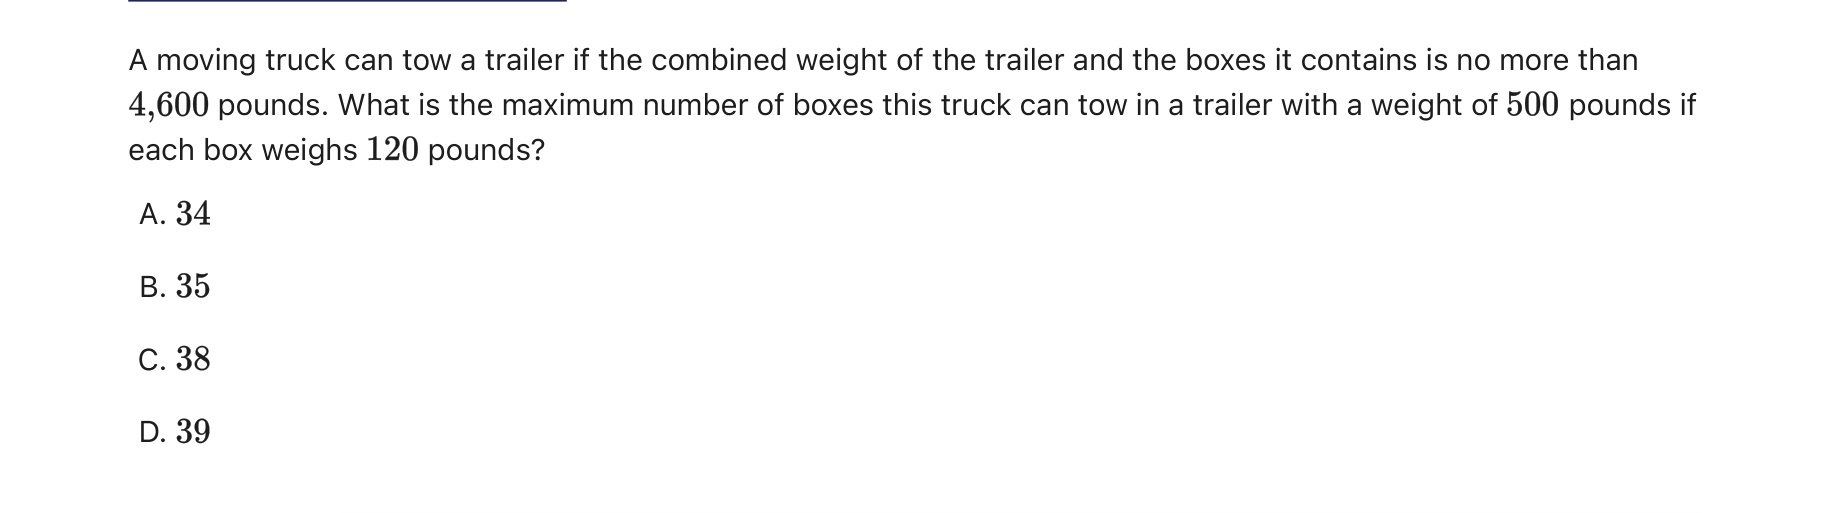 A moving truck can tow a trailer if the combined weight of the trailer and the boxes it contains is no more than
4,600 pounds. What is the maximum number of boxes this truck can tow in a trailer with a weight of 500 pounds if
each box weighs 120 pounds?
A. 34
B. 35
C. 38
D. 39